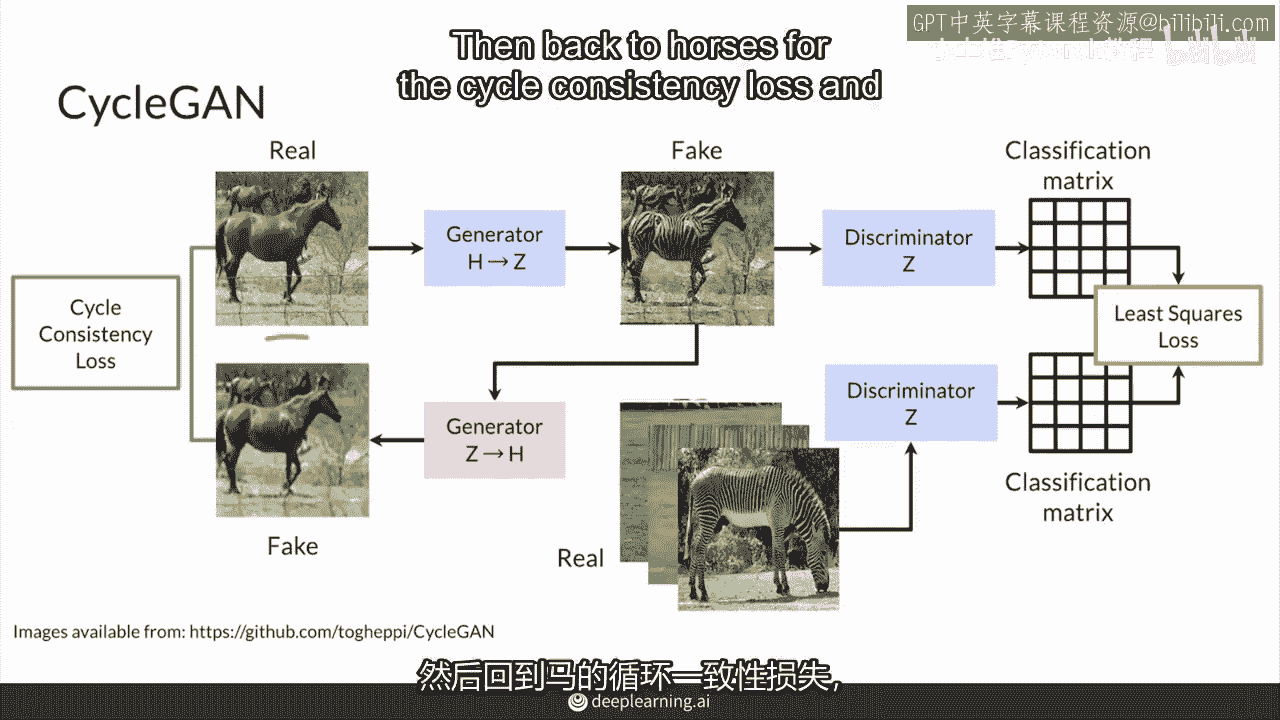 GPT中英字幕课程资源@bilibili.com
Then back to horses for
the cycle consistency loss and
CycleGAN
Real
Fake
Classification
matrix
Generator
H → Z
Discriminator
Z
Cycle
Consistency
Loss
Least Squares
Loss
Generator
Z → H
Discriminator
Z
Classification
matrix
Fake
Real
Images available from: https://github.com/togheppi/CycleGAN
然后回到马的循环一致性损失，
deeplearning.ai